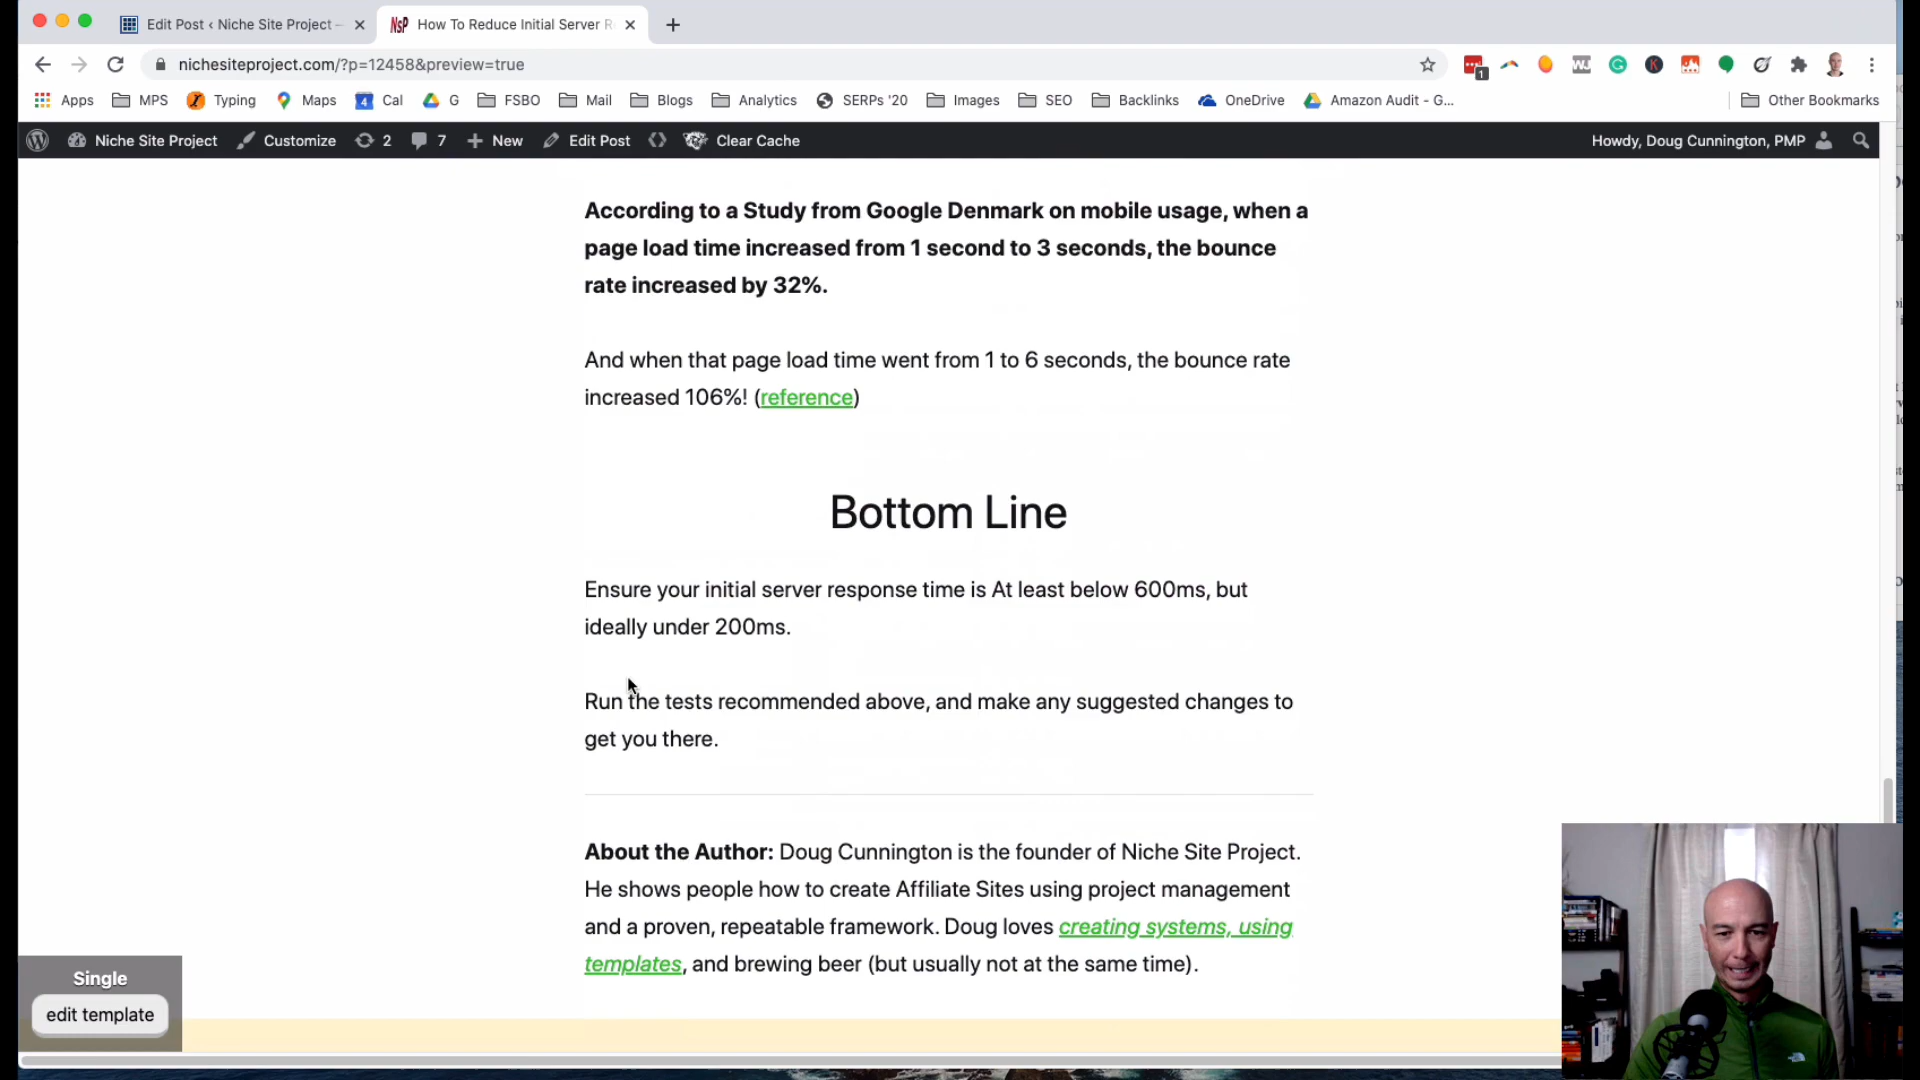 Edit Post ‹ Niche Site Project –
NSP How To Reduce Initial Server R
nichesiteproject.com/?p=12458&preview=true
1
Apps MPS Typing Maps 4 Cal G FSBO Mail Blogs Analytics SERPs '20 Images SEO Backlinks OneDrive Amazon Audit - G... Other Bookmarks
Niche Site Project Customize 2 7 New Edit Post Clear Cache Howdy, Doug Cunnington, PMP
According to a Study from Google Denmark on mobile usage, when a
page load time increased from 1 second to 3 seconds, the bounce
rate increased by 32%.
And when that page load time went from 1 to 6 seconds, the bounce rate
increased 106%! (reference)
Bottom Line
Ensure your initial server response time is At least below 600ms, but
ideally under 200ms.
Run the tests recommended above, and make any suggested changes to
get you there.
About the Author: Doug Cunnington is the founder of Niche Site Project.
He shows people how to create Affiliate Sites using project management
and a proven, repeatable framework. Doug loves creating systems, using
templates, and brewing beer (but usually not at the same time).
Single
edit template